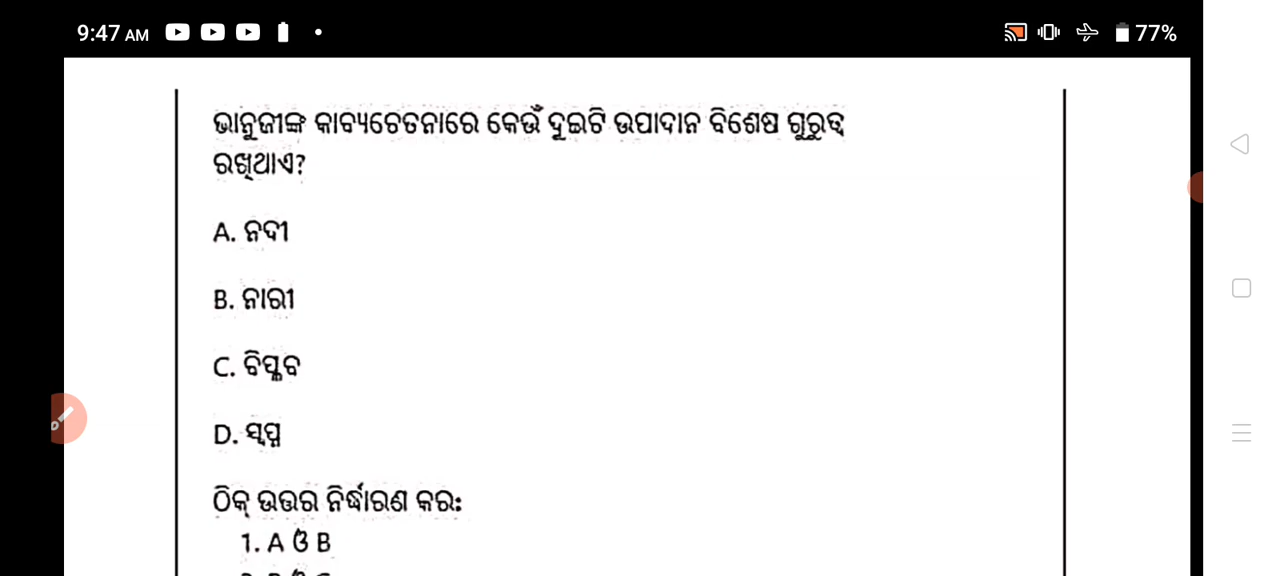 9:47 AM
77%
ଭାନୁଜୀଙ୍କ କାବ୍ୟଚେତନାରେ କେଉଁ ଦୁଇଟି ଉପାଦାନ ବିଶେଷ ଗୁରୁତ୍ୱ
ରଖିଥାଏ?
A. ନଦୀ
B. ନାରୀ
C. ବିପ୍ଳବ
D. ସ୍ୱପ୍ନ
ଠିକ୍ ଉତ୍ତର ନିର୍ଦ୍ଧାରଣ କର:
1. A ଓ B